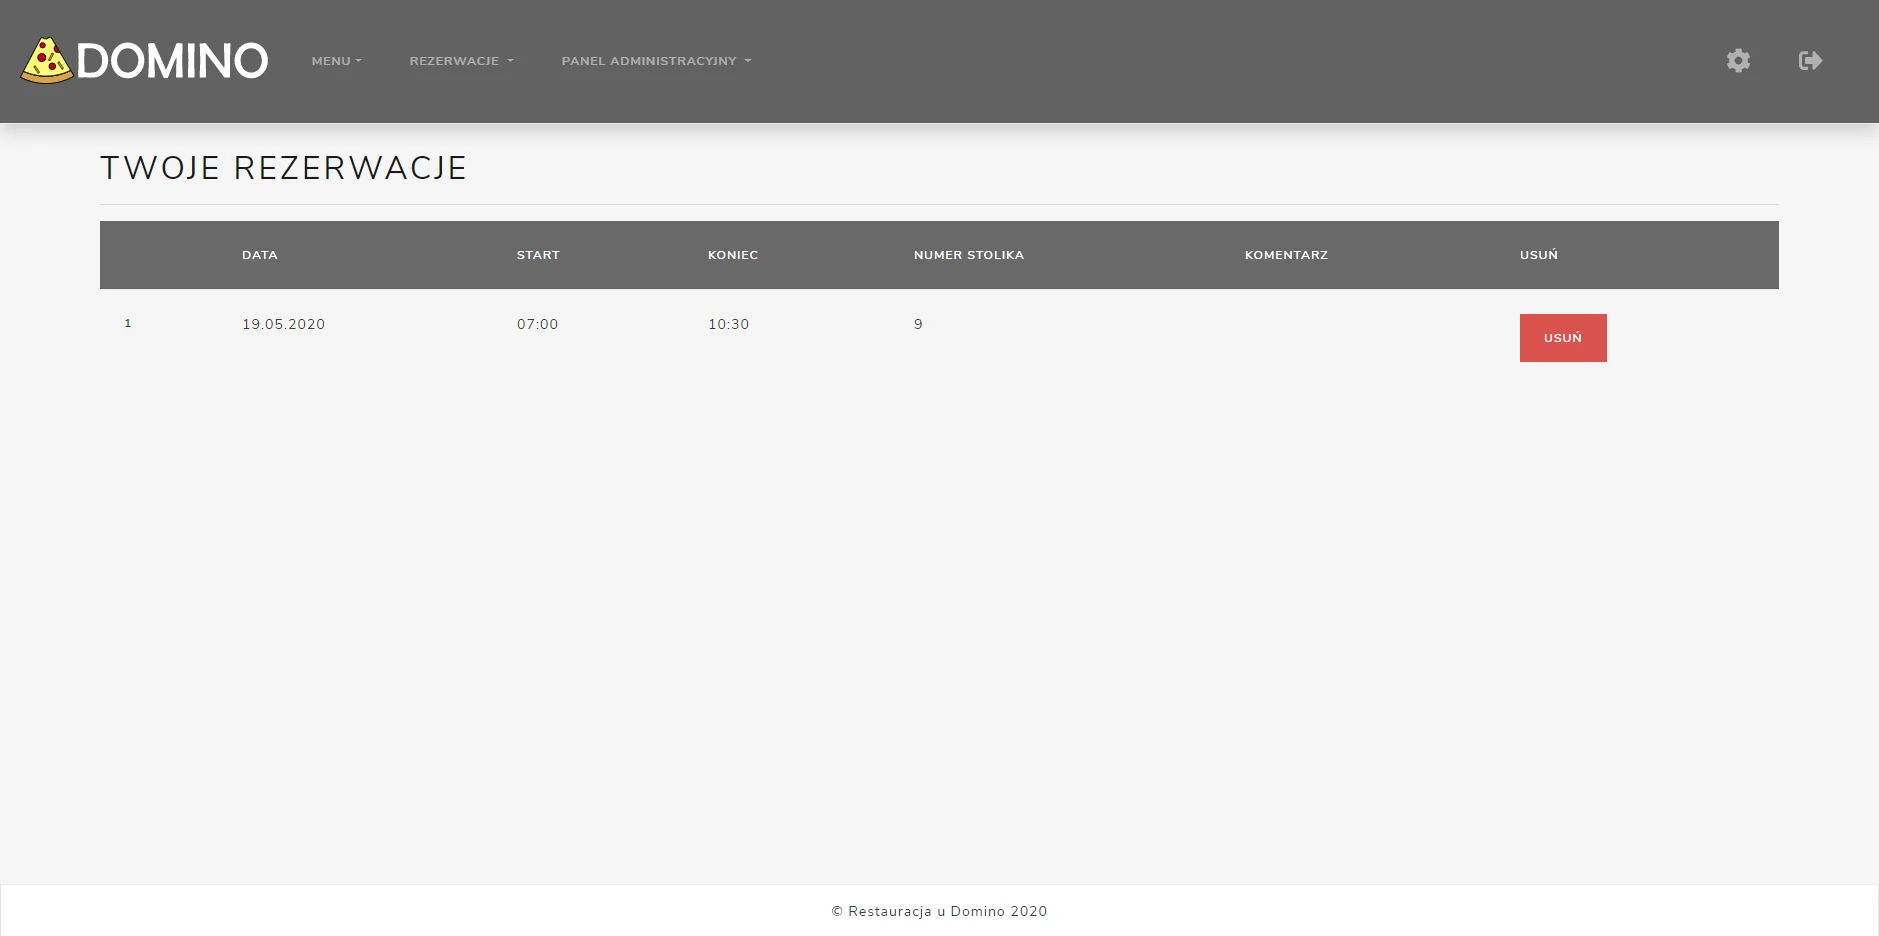 DOMINO MENU REZERWACJE PANEL ADMINISTRACYJNY
TWOJE REZERWACJE
DATA START KONIEC NUMER STOLIKA KOMENTARZ USUŃ
1 19.05.2020 07:00 10:30 9 USUŃ
© Restauracja u Domino 2020